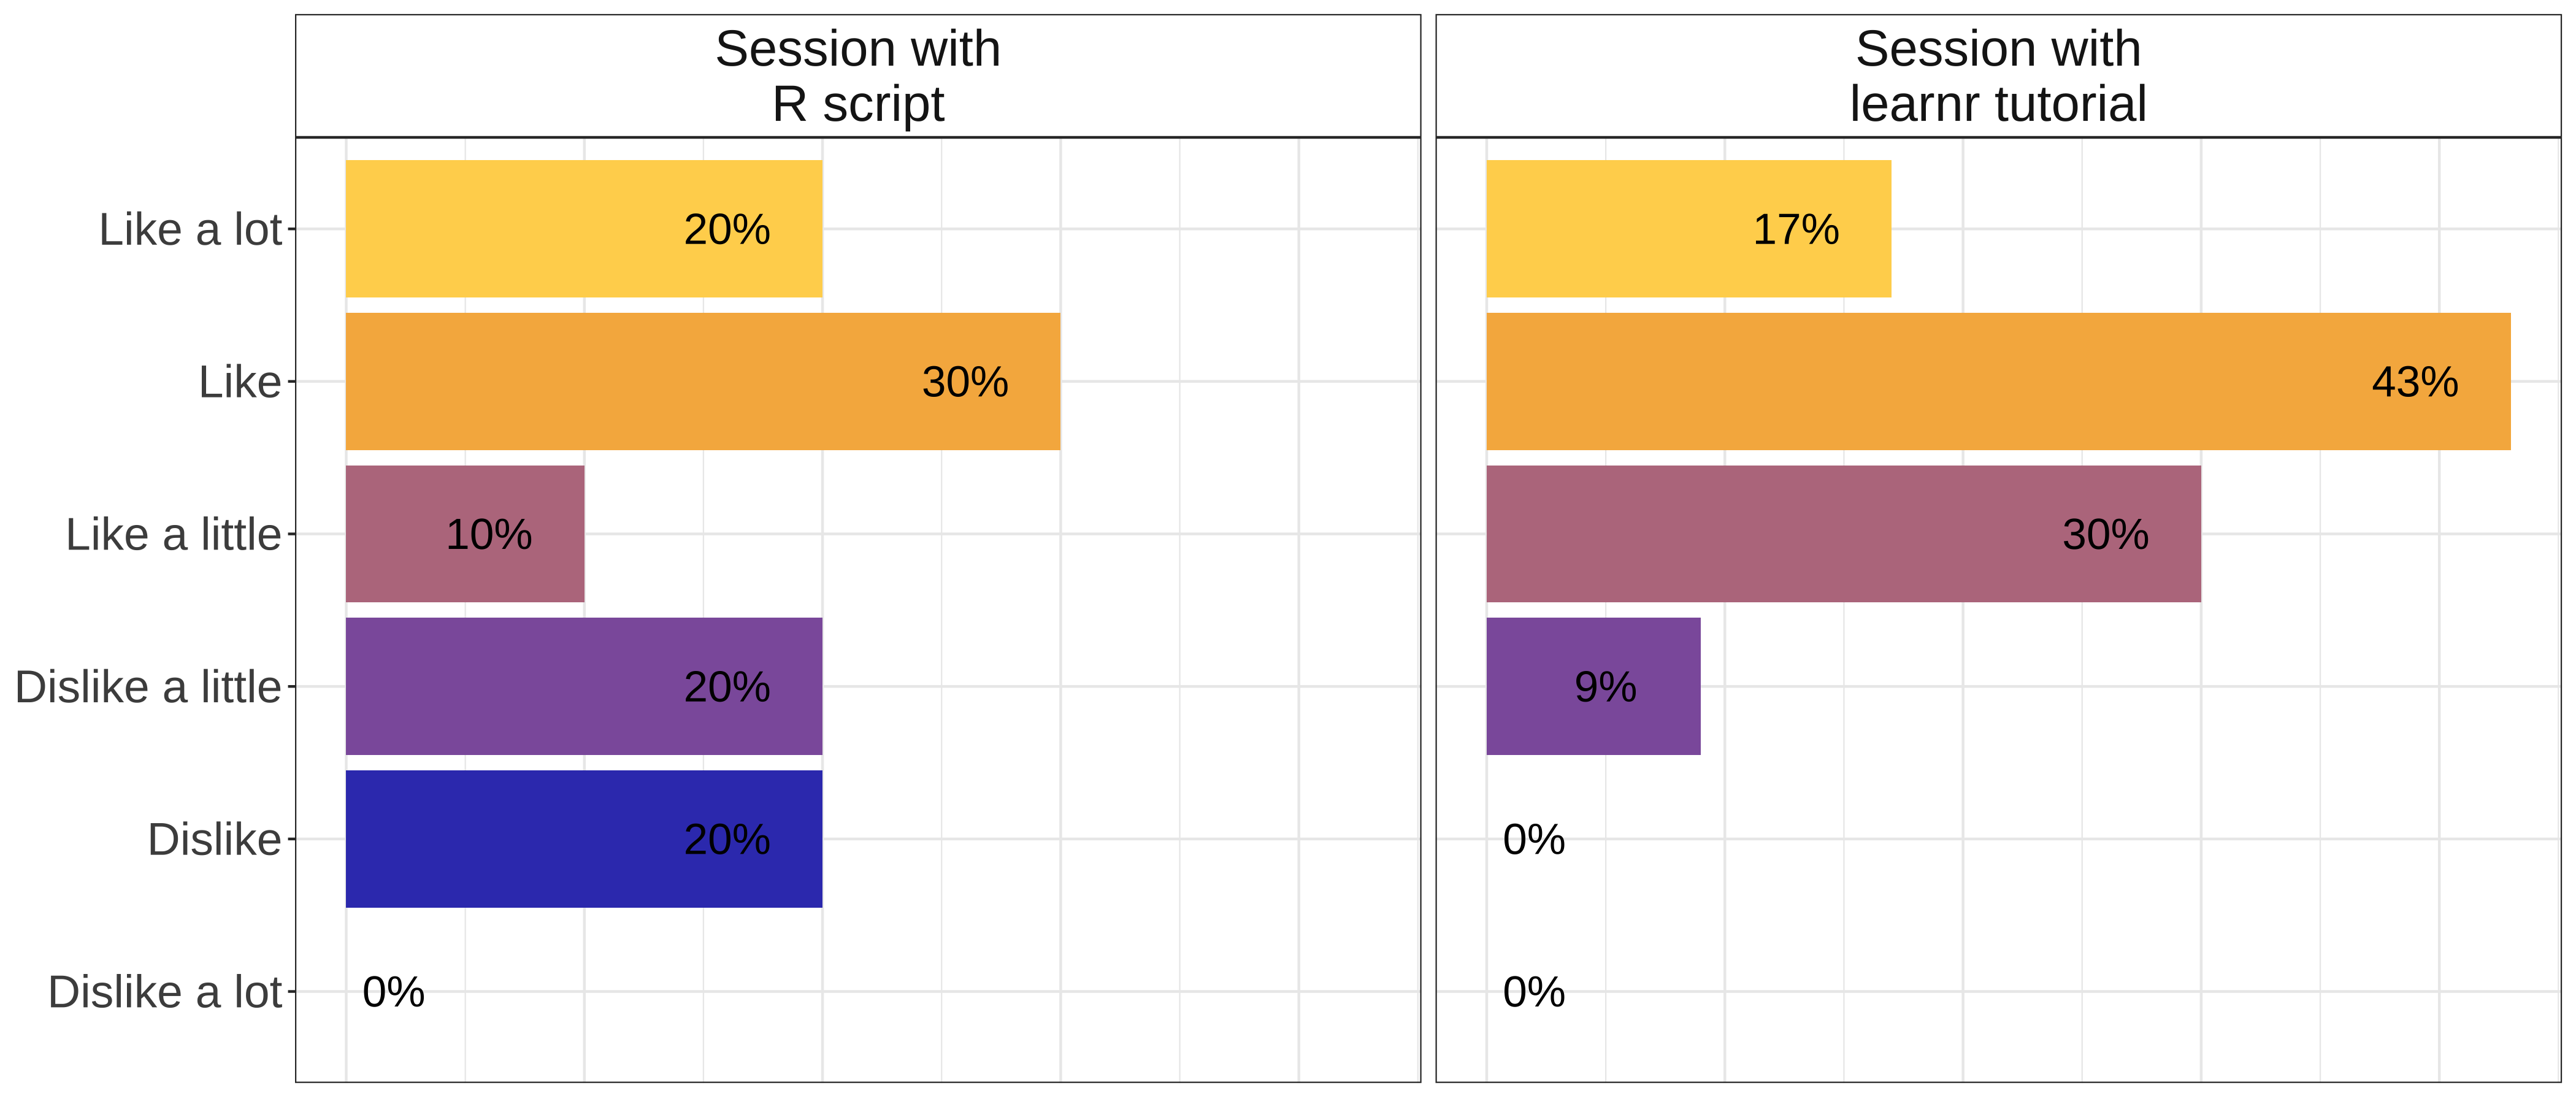 Session with
R script
Session with
learnr tutorial
Like a lot
20%
17%
Like
30%
43%
Like a little
10%
30%
Dislike a little
20%
9%
Dislike
20%
0%
Dislike a lot
0%
0%